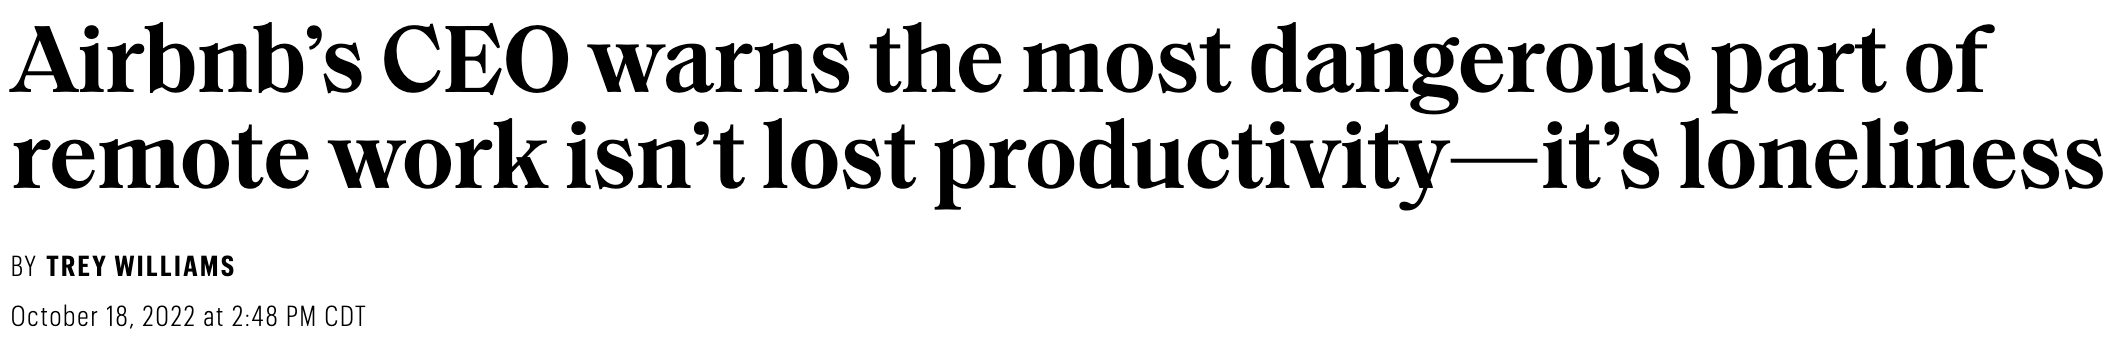 Airbnb’s CEO warns the most dangerous part of
remote work isn’t lost productivity—it’s loneliness
BY TREY WILLIAMS
October 18, 2022 at 2:48 PM CDT